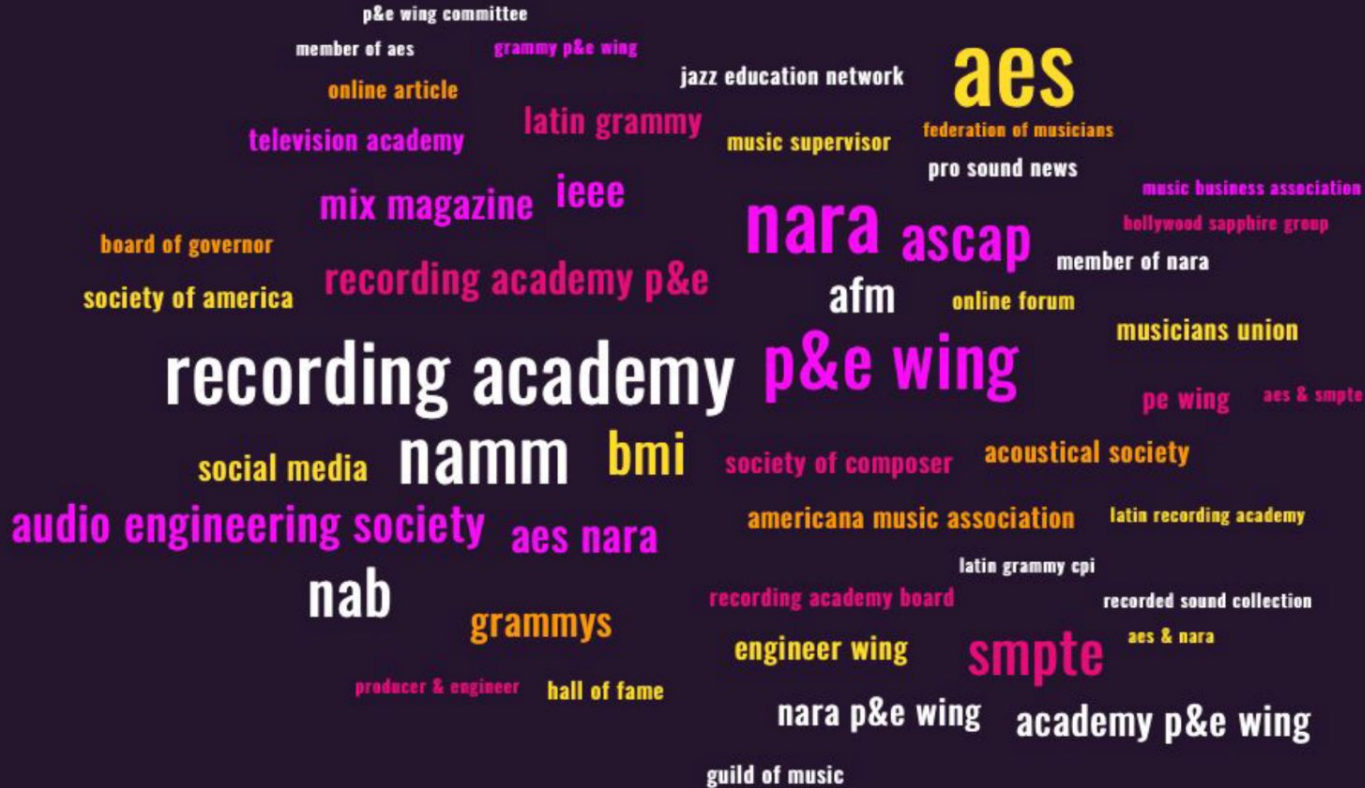 p&e wing committee
member of aes
grammy p&e wing
aes
jazz education network
online article
latin grammy
federation of musicians
television academy
music supervisor
pro sound news
mix magazine
ieee
music business association
nara
ascap
hollywood sapphire group
board of governor
member of nara
recording academy p&e
society of america
afm
online forum
musicians union
recording academy
p&e wing
pe wing
aes & smpte
social media
namm
bmi
society of composer
acoustical society
audio engineering society
aes nara
americana music association
latin recording academy
latin grammy cpi
nab
recording academy board
recorded sound collection
grammys
engineer wing
smpte
aes & nara
producer & engineer
hall of fame
nara p&e wing
academy p&e wing
guild of music